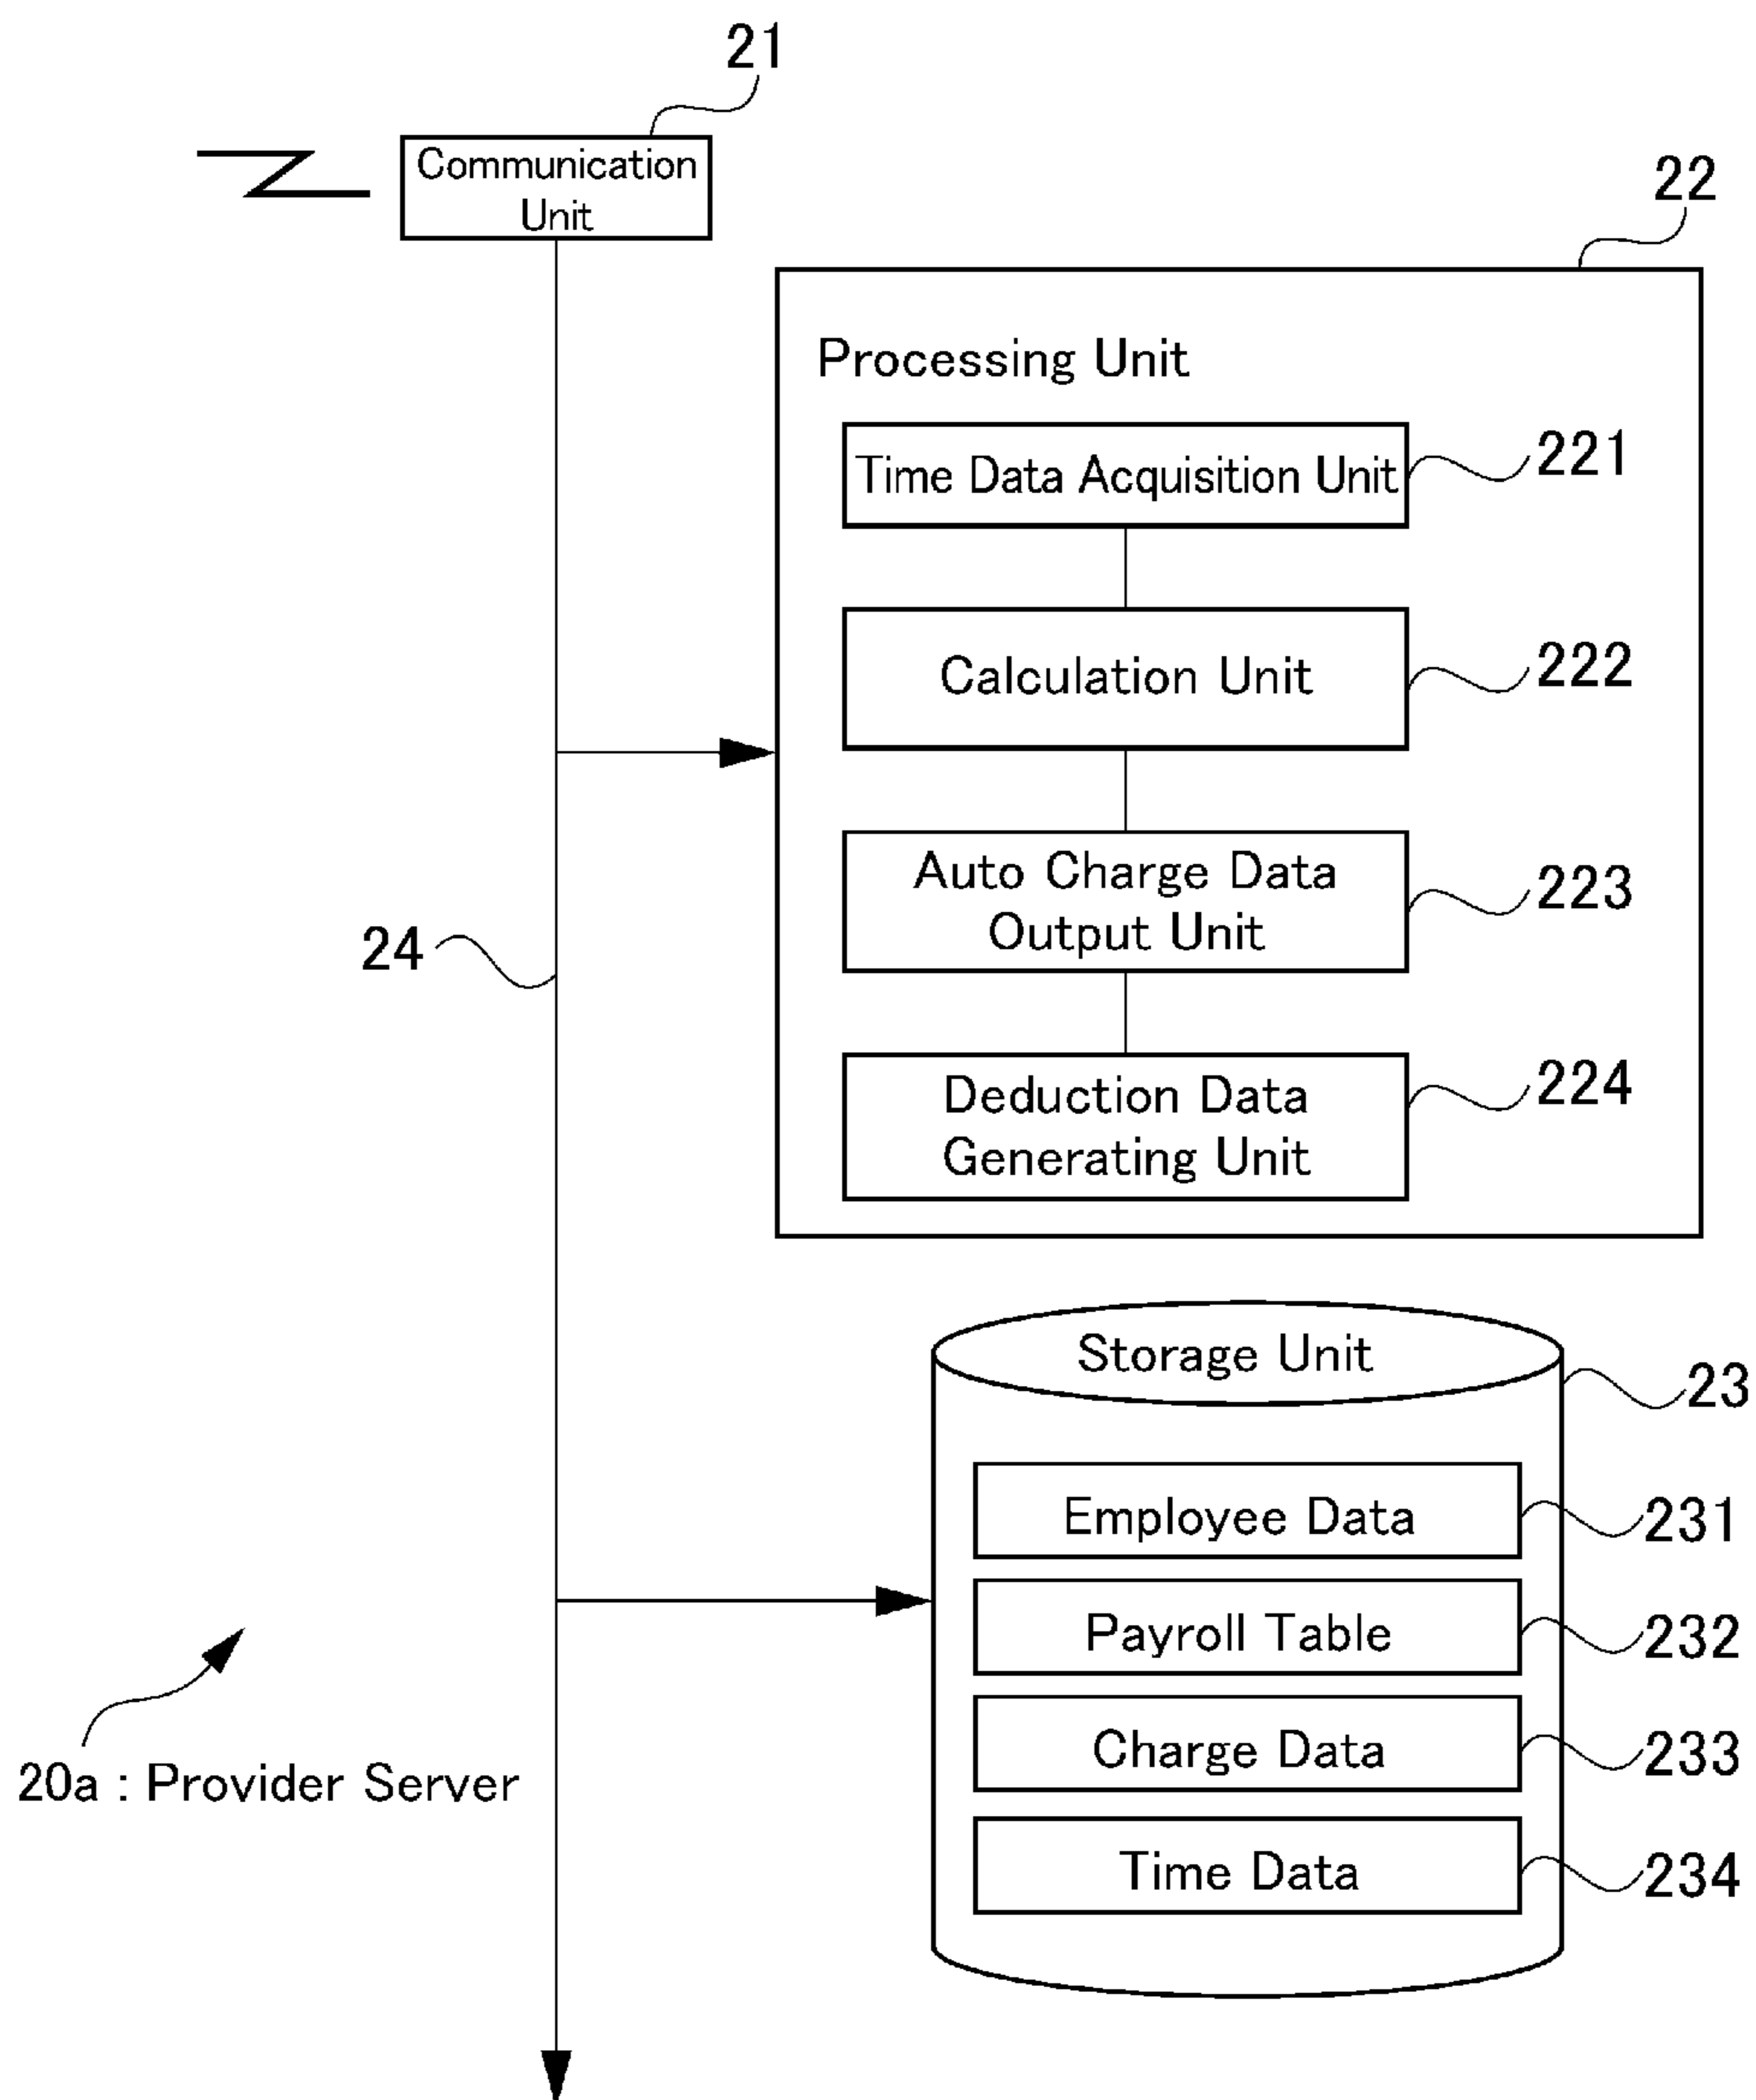 21
Communication
Unit
22
Processing Unit
Time Data Acquisition Unit
221
Calculation Unit
222
Auto Charge Data
Output Unit
223
24
Deduction Data
Generating Unit
224
Storage Unit
23
Employee Data
231
Payroll Table
232
Charge Data
233
20a : Provider Server
Time Data
234